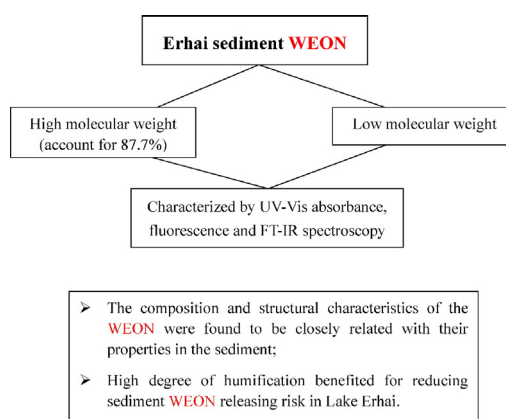 Erhai sediment WEON
High molecular weight
(account for 87.7%)
Low molecular weight
Characterized by UV-Vis absorbance,
fluorescence and FT-IR spectroscopy
➢ The composition and structural characteristics of the
WEON were found to be closely related with their
properties in the sediment;
➢ High degree of humification benefited for reducing
sediment WEON releasing risk in Lake Erhai.